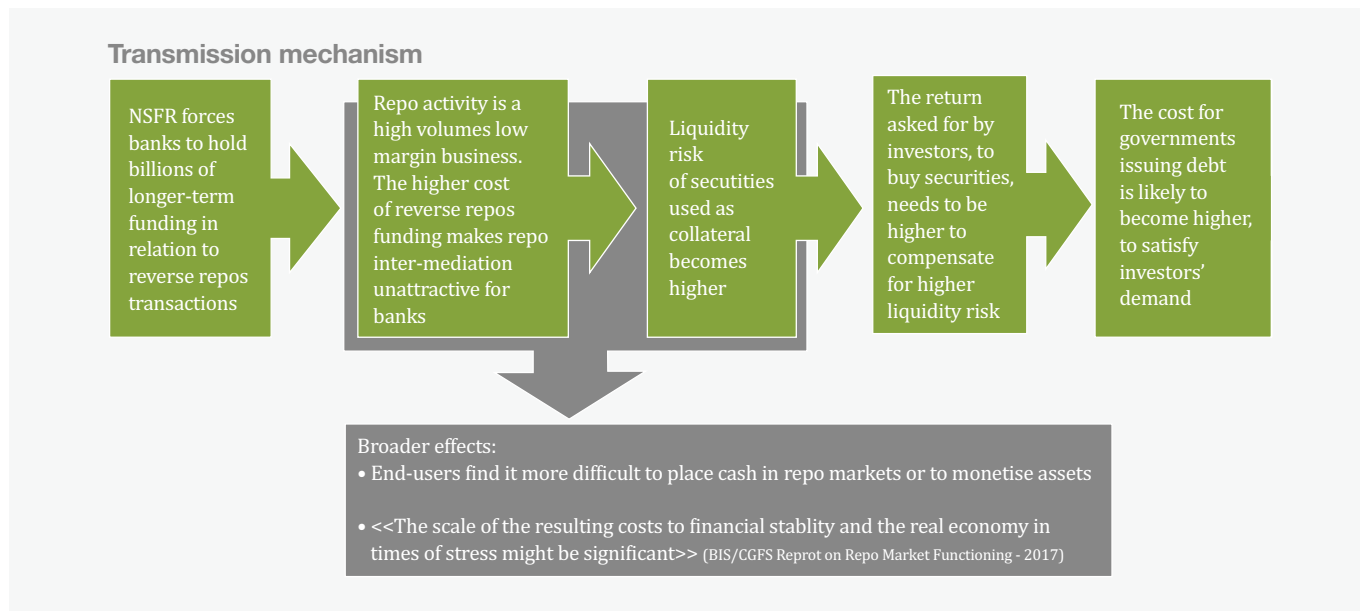 Transmission mechanism
NSFR forces
banks to hold
billions of
longer-term
funding in
relation to
reverse repos
transactions
Repo activity is a
high volumes low
margin business.
The higher cost
of reverse repos
funding makes repo
inter-mediation
unattractive for
banks
Liquidity
risk
of secutities
used as
collateral
becomes
higher
The return
asked for by
investors, to
buy securities,
needs to be
higher to
compensate
for higher
liquidity risk
The cost for
governments
issuing debt
is likely to
become higher,
to satisfy
investors’
demand
Broader effects:
• End-users find it more difficult to place cash in repo markets or to monetise assets
• <<The scale of the resulting costs to financial stablity and the real economy in
times of stress might be significant>> (BIS/CGFS Reprot on Repo Market Functioning - 2017)